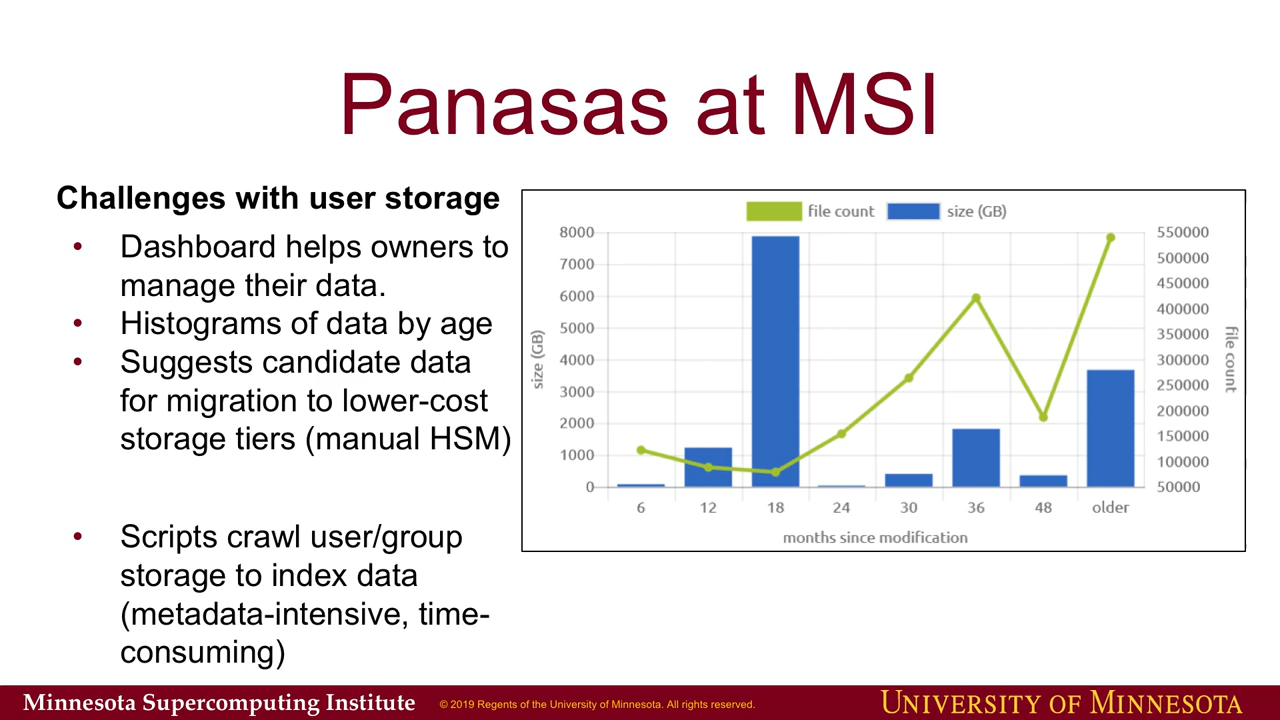 Panasas at MSI
Challenges with user storage
• Dashboard helps owners to
manage their data.
• Histograms of data by age
• Suggests candidate data
for migration to lower-cost
storage tiers (manual HSM)
• Scripts crawl user/group
storage to index data
(metadata-intensive, time-
consuming)
file count size (GB)
8000
7000
6000
5000
4000
3000
2000
1000
0
size (GB)
550000
500000
450000
400000
350000
300000
250000
200000
150000
100000
50000
file count
6 12 18 24 30 36 48 older
months since modification
Minnesota Supercomputing Institute
© 2019 Regents of the University of Minnesota. All rights reserved.
UNIVERSITY OF MINNESOTA